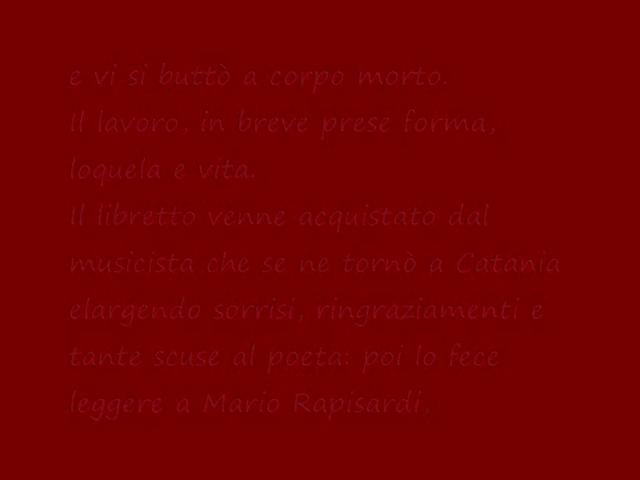 e vi si buttò a corpo morto.
Il lavoro, in breve prese forma,
loquela e vita.
Il libretto venne acquistato dal
musicista che se ne tornò a Catania
elargendo sorrisi, ringraziamenti e
tante scuse al poeta: poi lo fece
leggere a Mario Rapisardi,